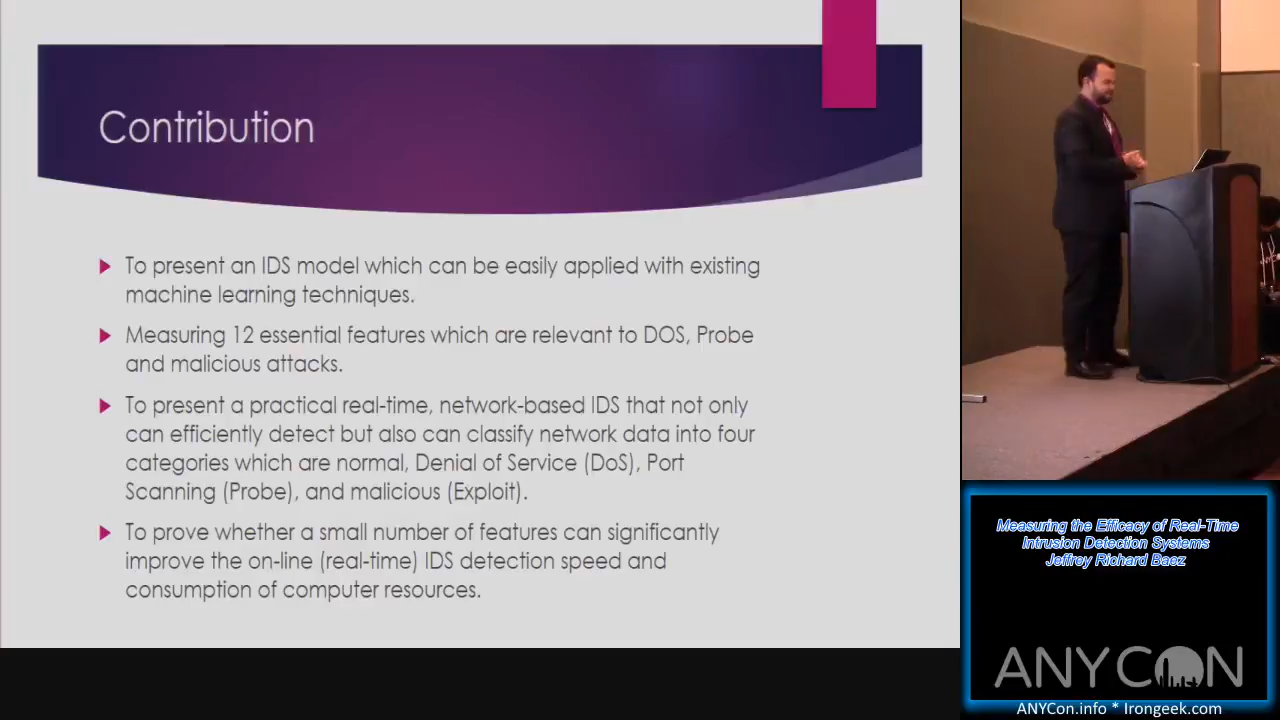 Contribution
To present an IDS model which can be easily applied with existing
machine learning techniques.
Measuring 12 essential features which are relevant to DOS, Probe
and malicious attacks.
To present a practical real-time, network-based IDS that not only
can efficiently detect but also can classify network data into four
categories which are normal, Denial of Service (DoS), Port
Scanning (Probe), and malicious (Exploit).
To prove whether a small number of features can significantly
improve the on-line (real-time) IDS detection speed and
consumption of computer resources.
Measuring the Efficacy of Real-Time
Intrusion Detection Systems
Jeffrey Richard Baez
ANYCON
ANYCon.info * Irongeek.com